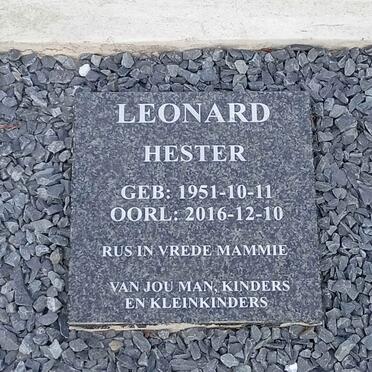 LEONARD
HESTER
GEB: 1951-10-11
OORL: 2016-12-10
RUS IN VREDE MAMMIE
VAN JOU MAN, KINDERS
EN KLEINKINDERS